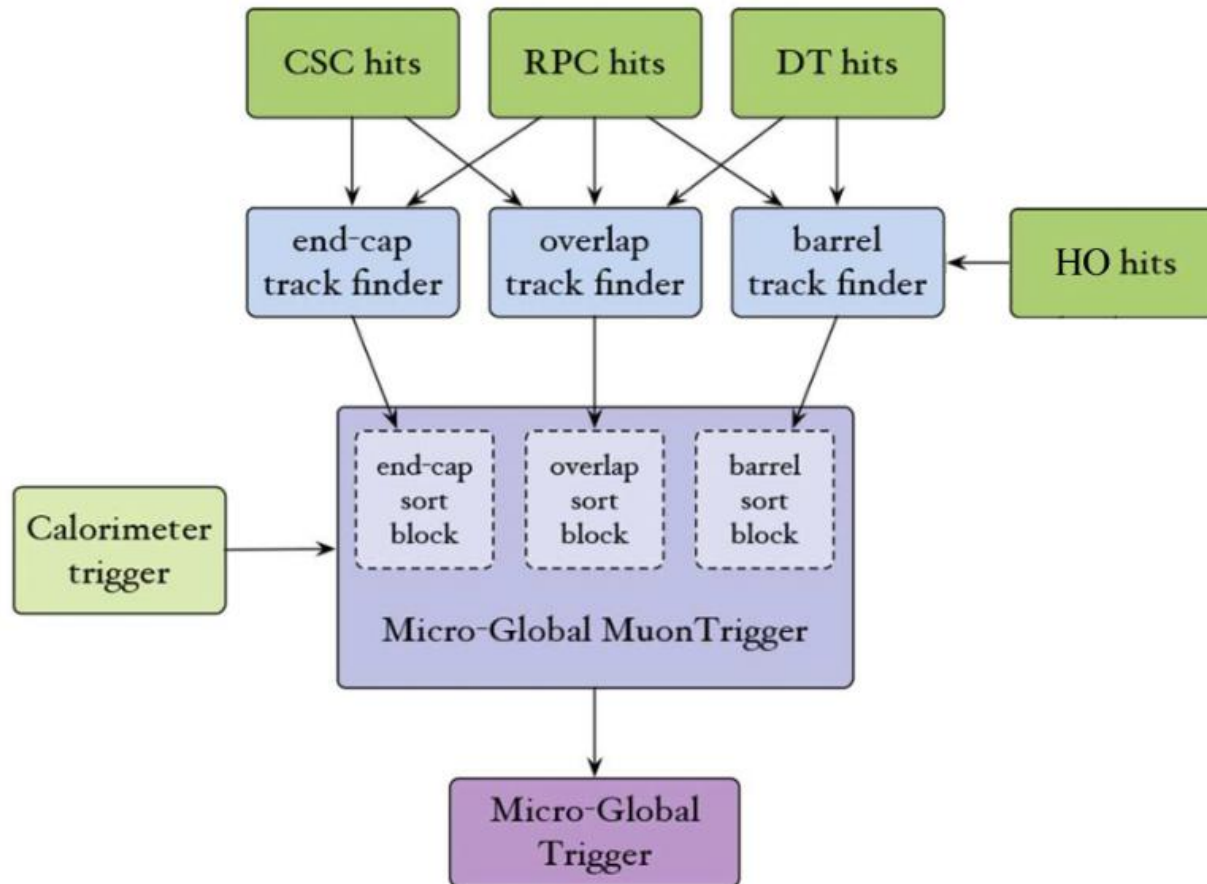 CSC hits
RPC hits
DT hits
end-cap
track finder
overlap
track finder
barrel
track finder
HO hits
end-cap
sort
block
overlap
sort
block
barrel
sort
block
Calorimeter
trigger
Micro-Global MuonTrigger
Micro-Global
Trigger